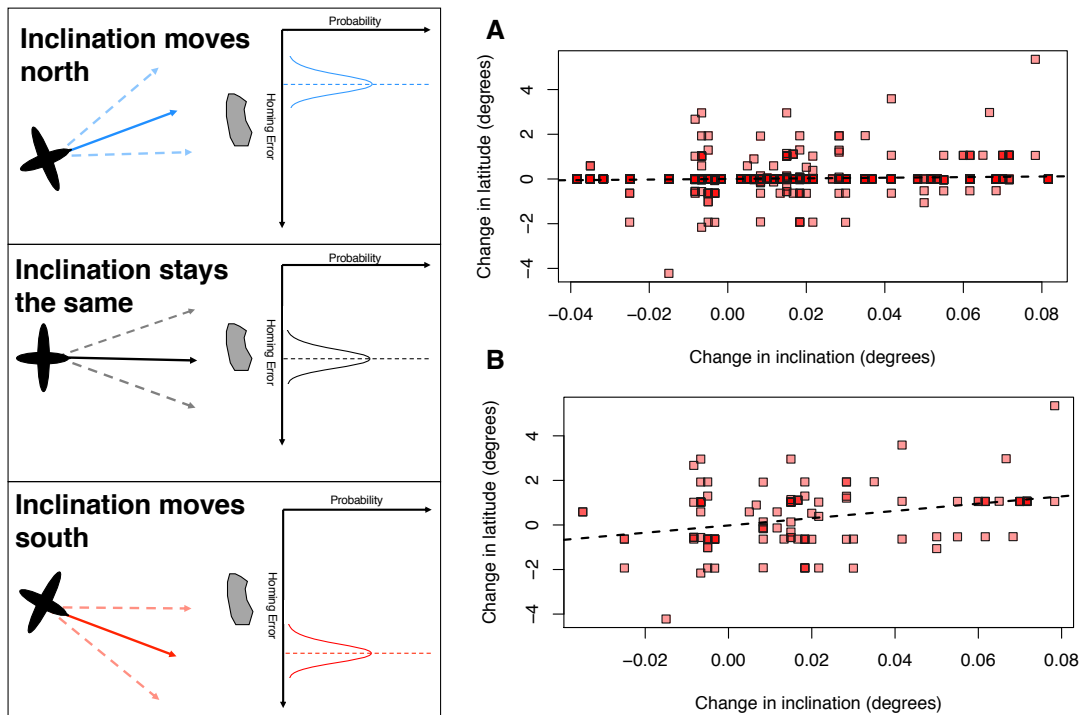 Inclination moves
north
Probability
Homing Error
Inclination stays
the same
Probability
Homing Error
Inclination moves
south
Probability
Homing Error
A
Change in latitude (degrees)
4
2
0
−2
−4
−0.04 −0.02 0.00 0.02 0.04 0.06 0.08
Change in inclination (degrees)
B
Change in latitude (degrees)
4
2
0
−2
−4
−0.02 0.00 0.02 0.04 0.06 0.08
Change in inclination (degrees)